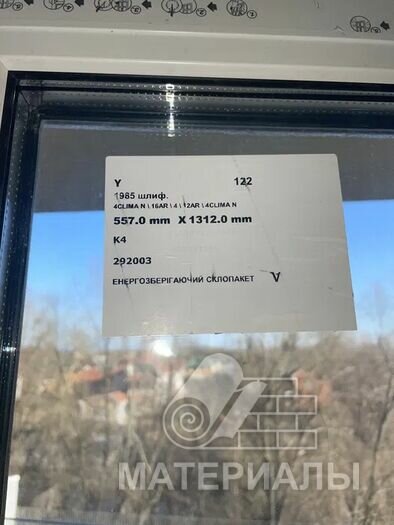 Y 122
1985 шлиф.
4CLIMA N \ 16AR \ 4 \ 12AR \ 4CLIMA N
557.0 mm X 1312.0 mm
K4
292003
ЕНЕРГОЗБЕРІГАЮЧИЙ СКЛОПАКЕТ A
МАТЕРИАЛЫ